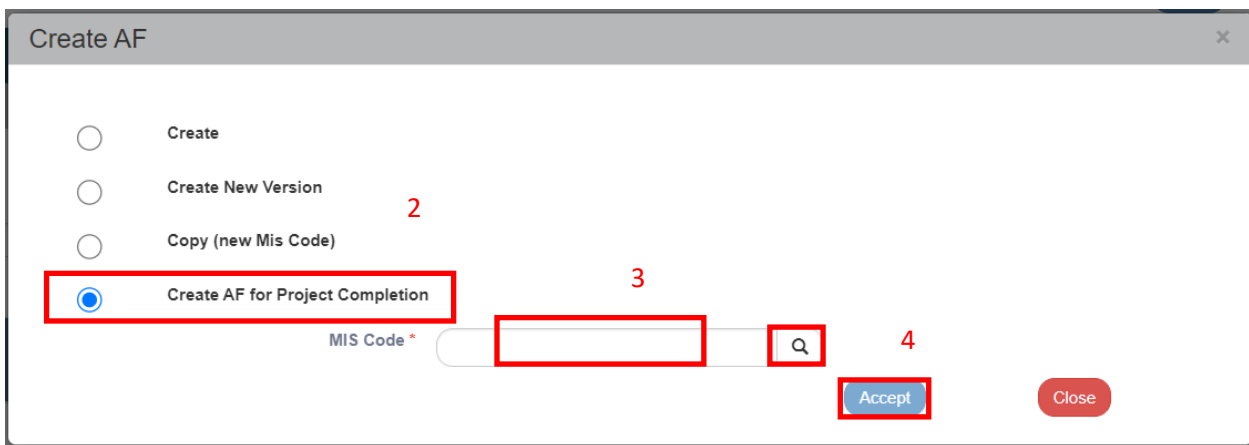 Create AF ×
Create
Create New Version
2
Copy (new Mis Code)
3
Create AF for Project Completion
MIS Code *
4
Accept Close